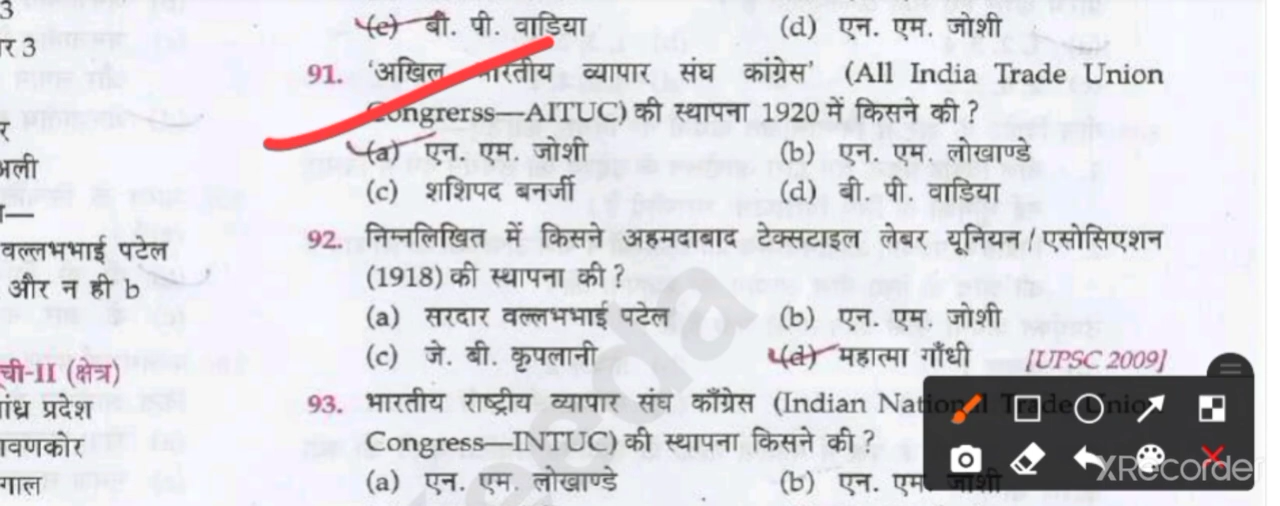 3
र 3
र
अली
वल्लभभाई पटेल
और न ही b
ची-II (क्षेत्र)
ांध्र प्रदेश
ावणकोर
गाल
(c) बी. पी. वाडिया (d) एन. एम. जोशी
91. 'अखिल भारतीय व्यापार संघ कांग्रेस' (All India Trade Union
Congrerss—AITUC) की स्थापना 1920 में किसने की ?
(a) एन. एम. जोशी (b) एन. एम. लोखाण्डे
(c) शशिपद बनर्जी (d) बी. पी. वाडिया
92. निम्नलिखित में किसने अहमदाबाद टेक्सटाइल लेबर यूनियन / एसोसिएशन
(1918) की स्थापना की ?
(a) सरदार वल्लभभाई पटेल (b) एन. एम. जोशी
(c) जे. बी. कृपलानी (d) महात्मा गाँधी [UPSC 2009]
93. भारतीय राष्ट्रीय व्यापार संघ काँग्रेस (Indian National Trade Union
Congress—INTUC) की स्थापना किसने की ?
(a) एन. एम. लोखाण्डे (b) एन. एम. जोशी
XRecorder